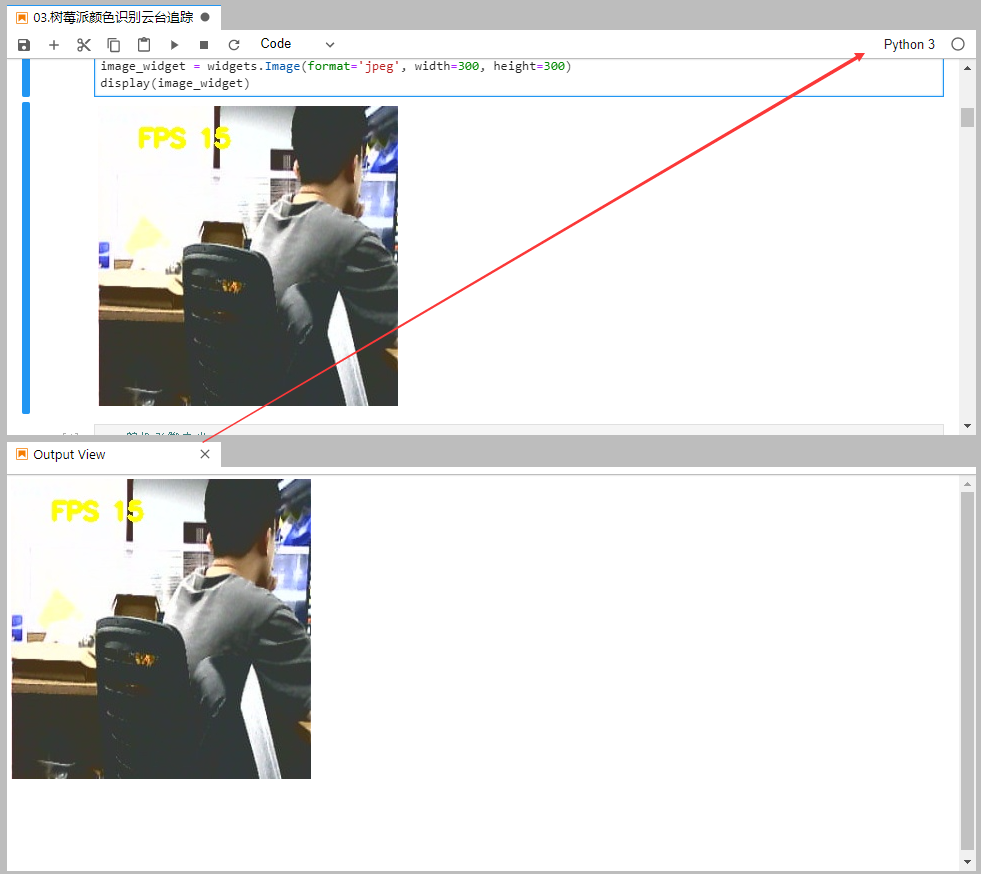 03.树莓派颜色识别云台追踪
Code
Python 3
image_widget = widgets.Image(format='jpeg', width=300, height=300)
display(image_widget)
FPS 15
Output View
FPS 15